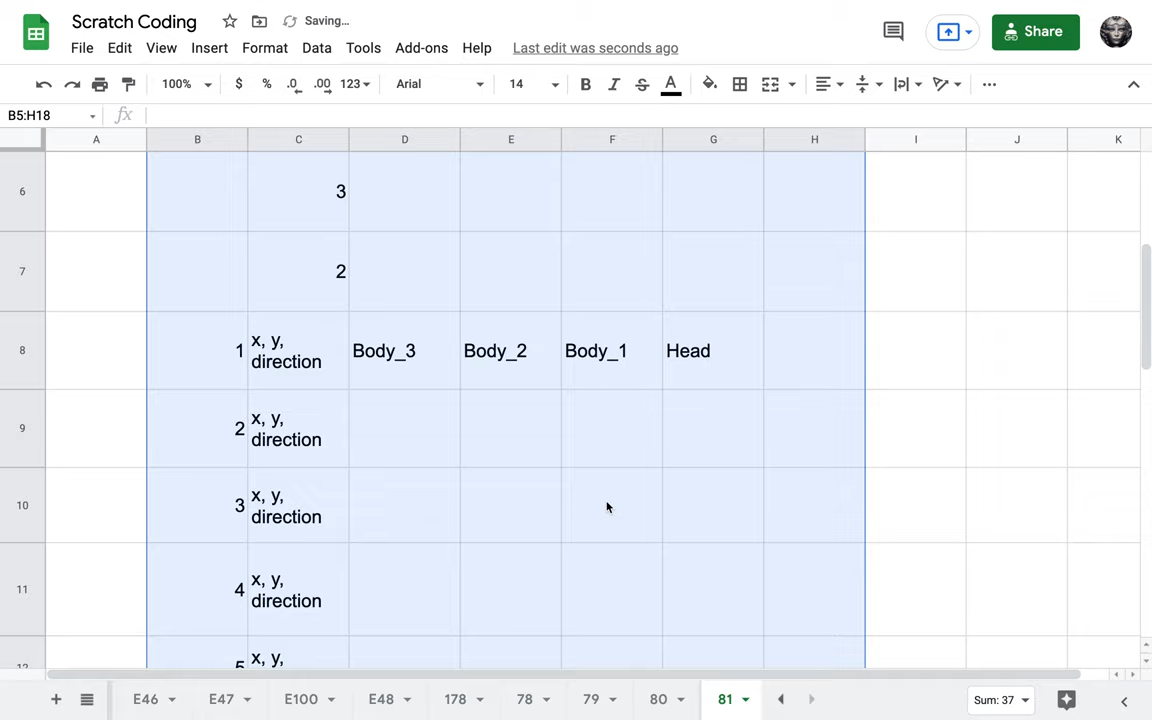 Scratch Coding
Saving...
File Edit View Insert Format Data Tools Add-ons Help Last edit was seconds ago
Share
100% $ % .0 .00 123 Arial 14 B I S A
B5:H18 fx
A B C D E F G H I J K
6 3
7 2
8 1 x, y, direction Body_3 Body_2 Body_1 Head
9 2 x, y, direction
10 3 x, y, direction
11 4 x, y, direction
12 5 x, y,
E46 E47 E100 E48 178 78 79 80 81 Sum: 37